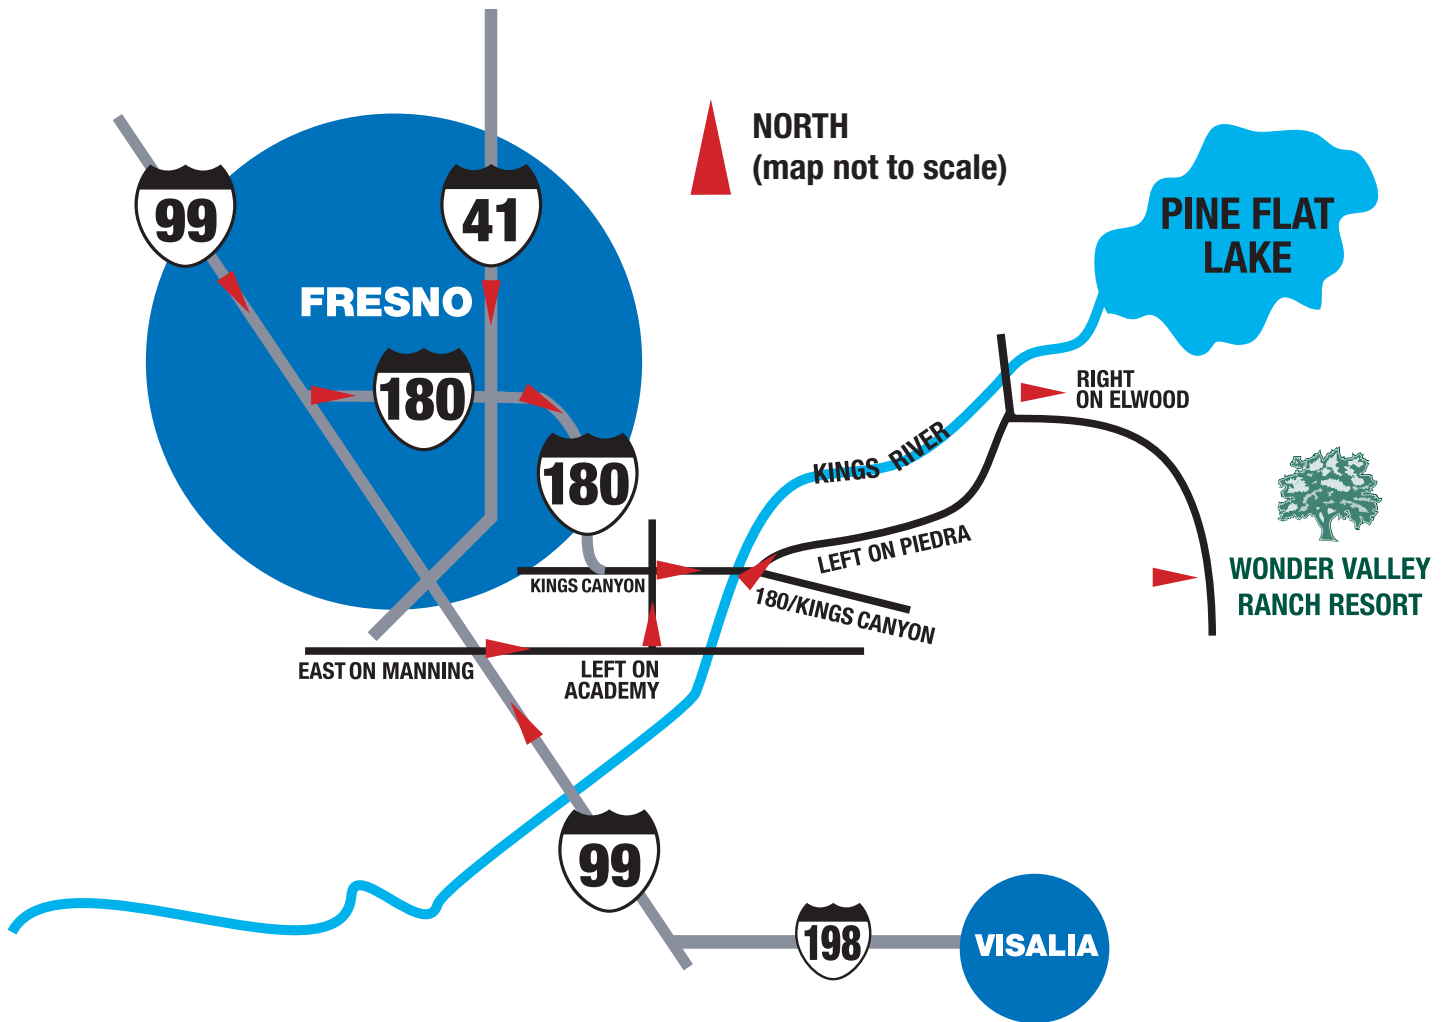 NORTH
(map not to scale)
99
41
PINE FLAT
LAKE
FRESNO
180
RIGHT
ON ELWOOD
180
KINGS RIVER
LEFT ON PIEDRA
WONDER VALLEY
RANCH RESORT
KINGS CANYON
180/KINGS CANYON
EAST ON MANNING
LEFT ON
ACADEMY
99
198
VISALIA